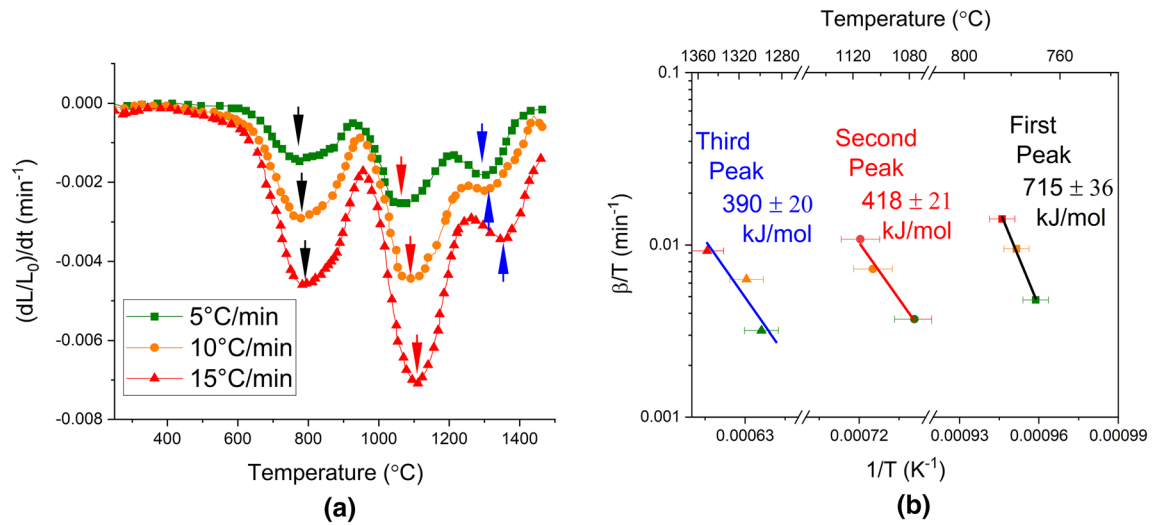 0.000
-0.002
-0.004
-0.006
-0.008
(dL/L₀)/dt (min⁻¹)
5°C/min
10°C/min
15°C/min
400 600 800 1000 1200 1400
Temperature (°C)
(a)
Temperature (°C)
1360 1320 1280 1120 1080 800 760
0.1
0.01
0.001
β/T (min⁻¹)
Third
Peak
390 ± 20
kJ/mol
Second
Peak
418 ± 21
kJ/mol
First
Peak
715 ± 36
kJ/mol
0.00063 0.00072 0.00093 0.00096 0.00099
1/T (K⁻¹)
(b)